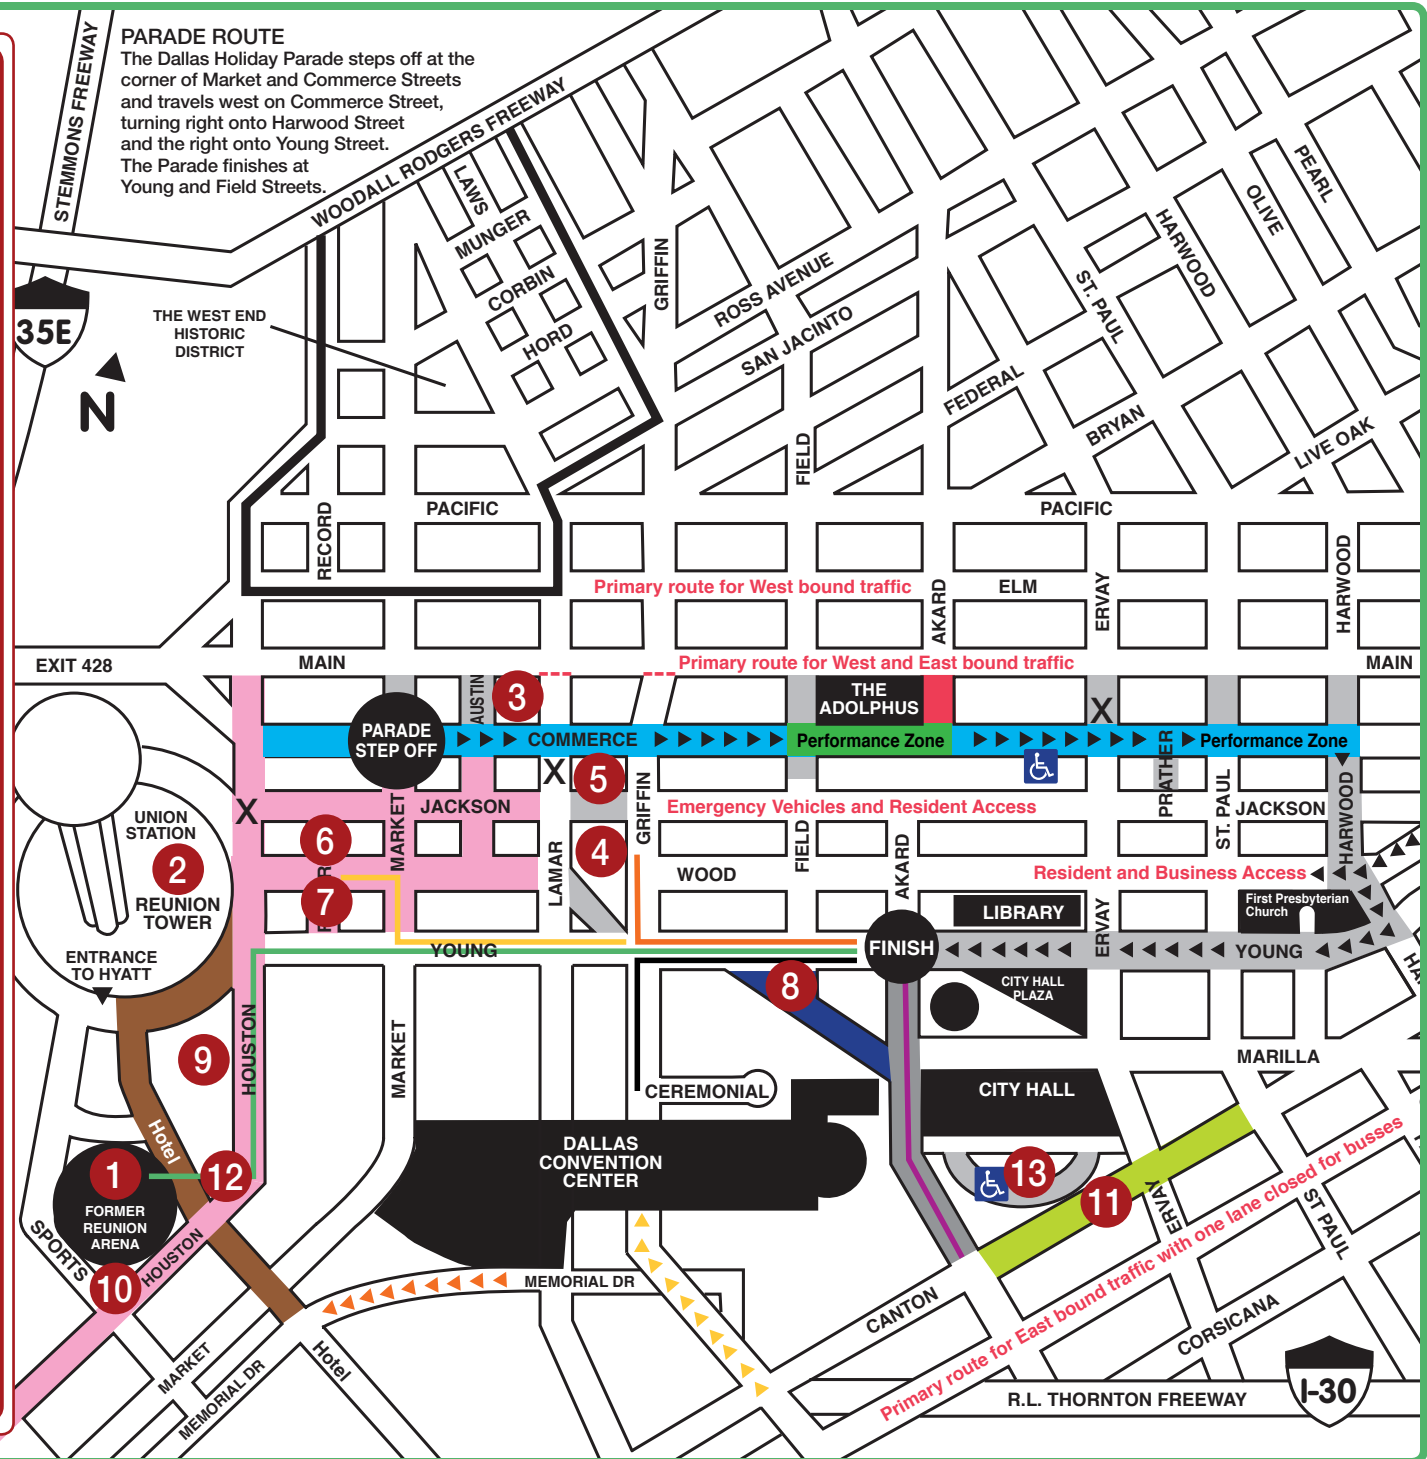 PARADE ROUTE
The Dallas Holiday Parade steps off at the
corner of Market and Commerce Streets
and travels west on Commerce Street,
turning right onto Harwood Street
and the right onto Young Street.
The Parade finishes at
Young and Field Streets.
STEMMONS FREEWAY
WOODALL RODGERS FREEWAY
35E
N
THE WEST END
HISTORIC
DISTRICT
LAWS
MUNGER
CORBIN
HORD
GRIFFIN
ROSS AVENUE
SAN JACINTO
FIELD
FEDERAL
ST. PAUL
BRYAN
HARWOOD
OLIVE
PEARL
LIVE OAK
RECORD
PACIFIC
PACIFIC
Primary route for West bound traffic
ELM
AKARD
ERVAY
HARWOOD
EXIT 428
MAIN
Primary route for West and East bound traffic
MAIN
AUSTIN
3
THE
ADOLPHUS
X
PARADE
STEP OFF
COMMERCE
Performance Zone
Performance Zone
X
5
GRIFFIN
PRATHER
ST. PAUL
HARWOOD
X
MARKET
JACKSON
Emergency Vehicles and Resident Access
JACKSON
UNION
STATION
2
REUNION
TOWER
6
7
LAMAR
4
WOOD
FIELD
AKARD
Resident and Business Access
First Presbyterian
Church
LIBRARY
ERVAY
ENTRANCE
TO HYATT
YOUNG
FINISH
YOUNG
8
CITY HALL
PLAZA
HOUSTON
9
MARKET
MARILLA
CEREMONIAL
CITY HALL
DALLAS
CONVENTION
CENTER
Hotel
1
FORMER
REUNION
ARENA
12
13
11
ERVAY
ST PAUL
SPORTS
10
HOUSTON
MEMORIAL DR
CANTON
Primary route for East bound traffic with one lane closed for busses
CORSICANA
MARKET
MEMORIAL DR
Hotel
R.L. THORNTON FREEWAY
I-30